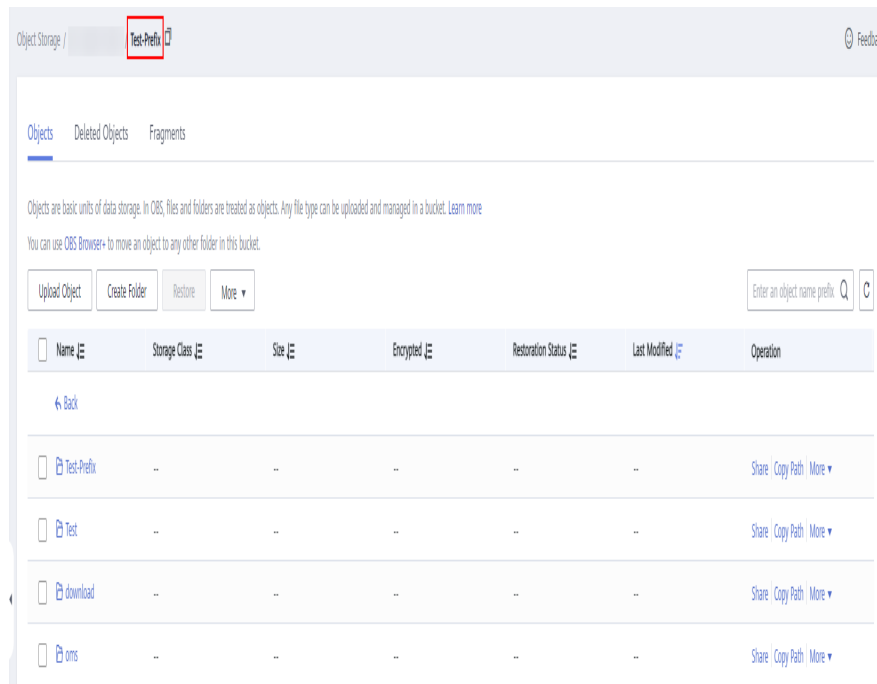 Object Storage / / Test-Prefix Feedba
Objects Deleted Objects Fragments
Objects are basic units of data storage. In OBS, files and folders are treated as objects. Any file type can be uploaded and managed in a bucket. Learn more
You can use OBS Browser+ to move an object to any other folder in this bucket.
Upload Object Create Folder Restore More Enter an object name prefix
Name Storage Class Size Encrypted Restoration Status Last Modified Operation
Back
Test-Prefix -- -- -- -- -- Share Copy Path More
Test -- -- -- -- -- Share Copy Path More
download -- -- -- -- -- Share Copy Path More
oms -- -- -- -- -- Share Copy Path More